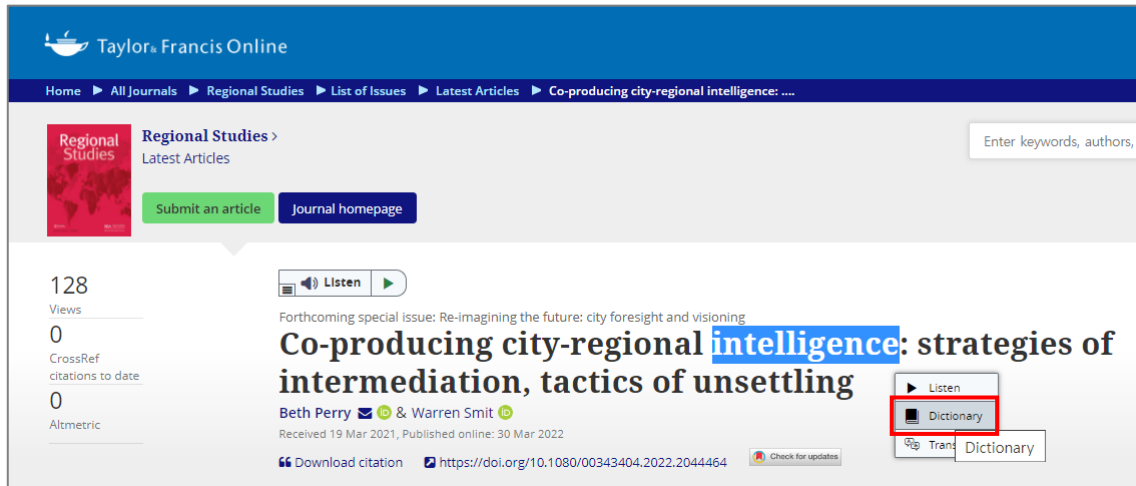 Taylor & Francis Online
Home ▶ All Journals ▶ Regional Studies ▶ List of Issues ▶ Latest Articles ▶ Co-producing city-regional intelligence: ....
Regional Studies
Regional Studies >
Latest Articles
Enter keywords, authors,
Submit an article
Journal homepage
128
Views
0
CrossRef
citations to date
0
Altmetric
Listen
Forthcoming special issue: Re-imagining the future: city foresight and visioning
Co-producing city-regional intelligence: strategies of
intermediation, tactics of unsettling
Beth Perry iD & Warren Smit iD
Received 19 Mar 2021, Published online: 30 Mar 2022
Download citation https://doi.org/10.1080/00343404.2022.2044464 Check for updates
Listen
Dictionary
Trans
Dictionary